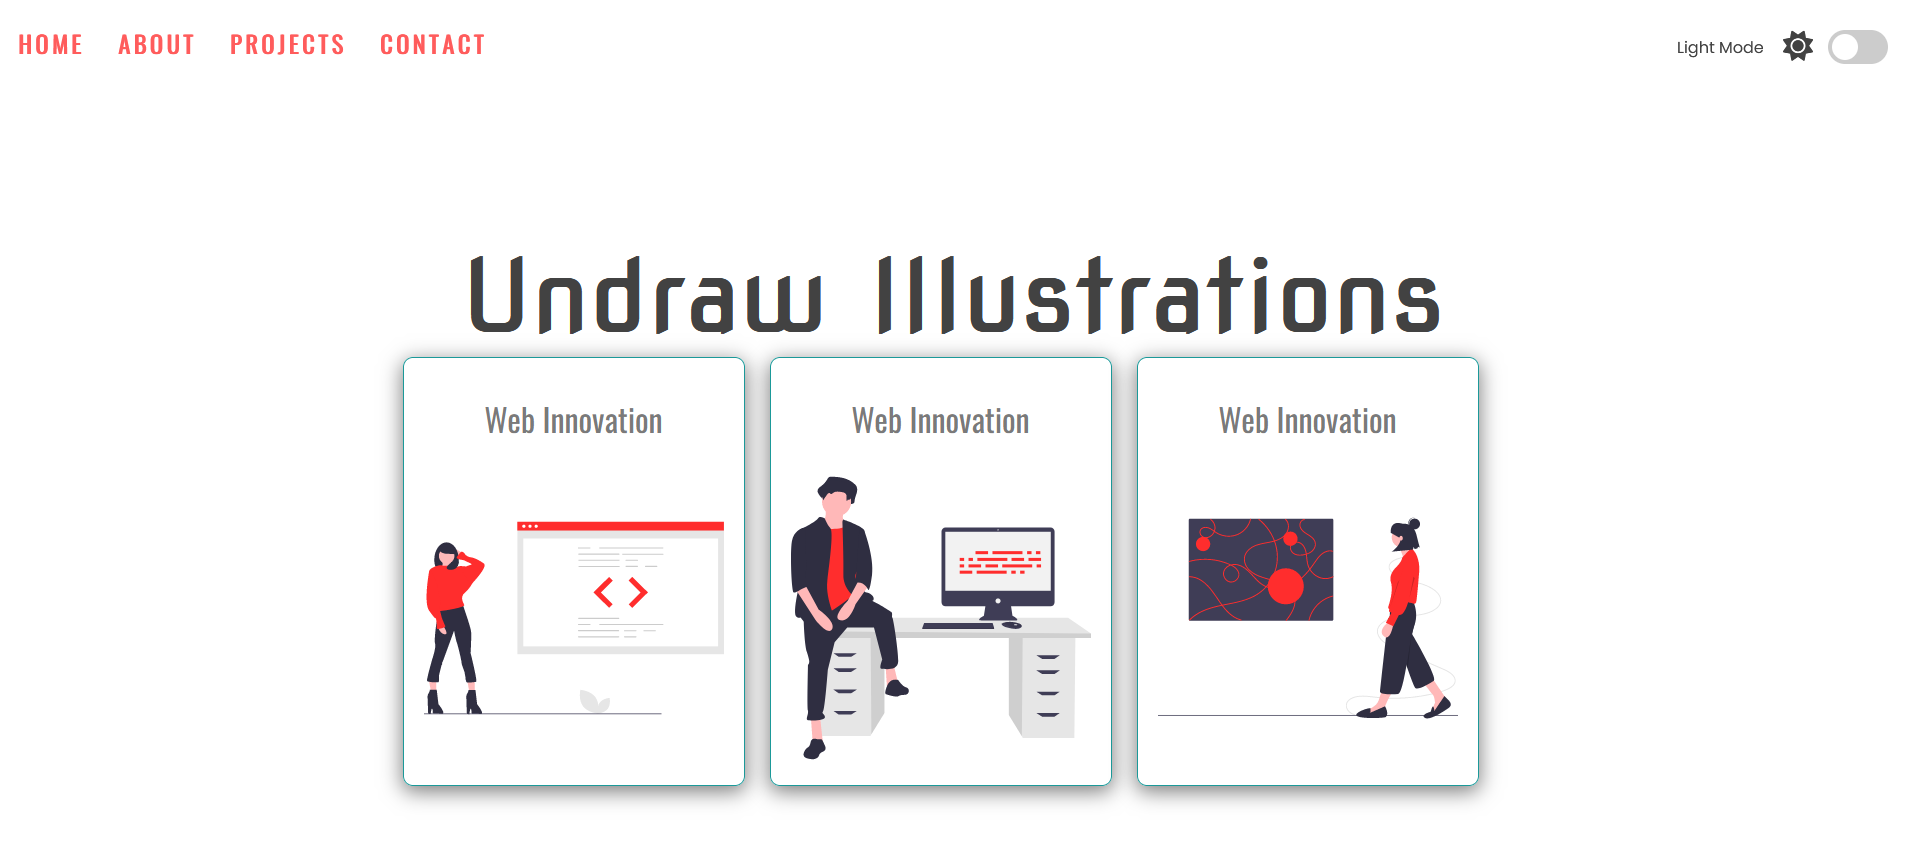 HOME ABOUT PROJECTS CONTACT Light Mode
Undraw Illustrations
Web Innovation Web Innovation Web Innovation